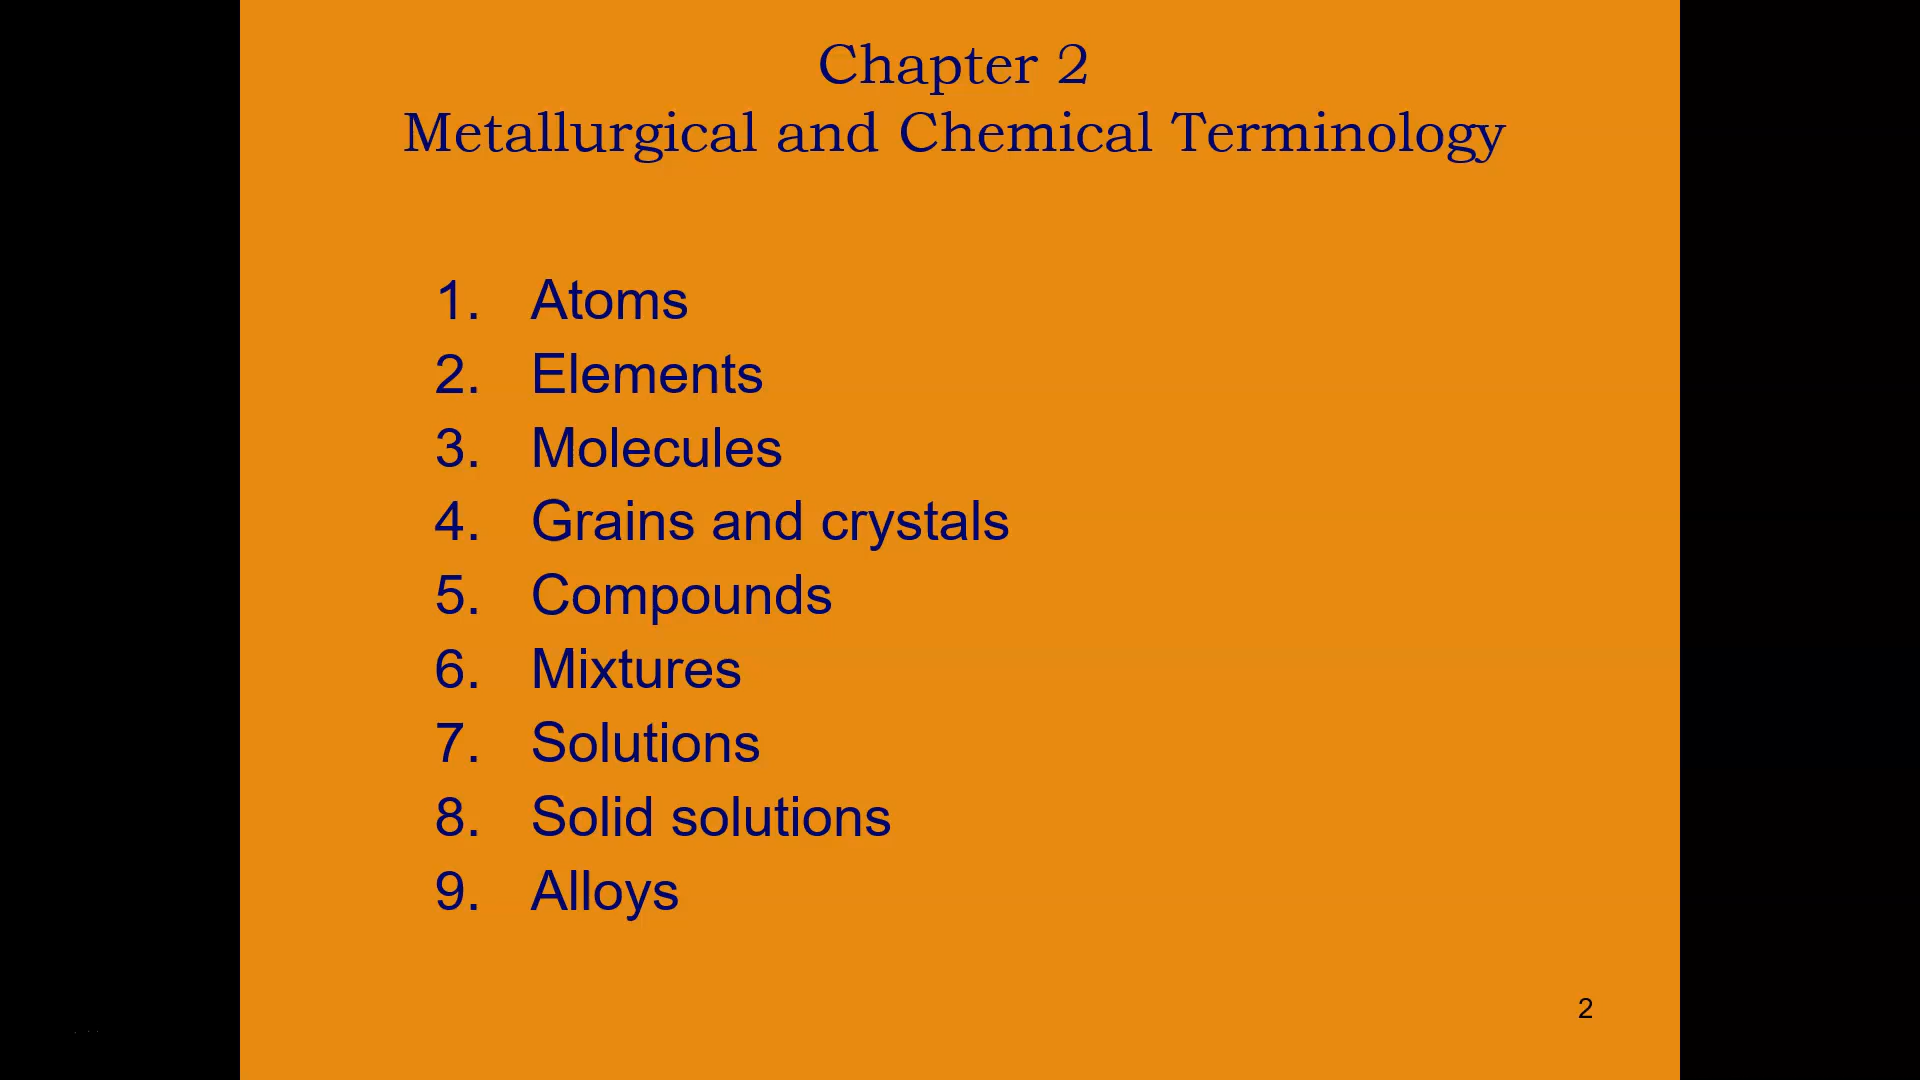 Chapter 2
Metallurgical and Chemical Terminology
1. Atoms
2. Elements
3. Molecules
4. Grains and crystals
5. Compounds
6. Mixtures
7. Solutions
8. Solid solutions
9. Alloys
2